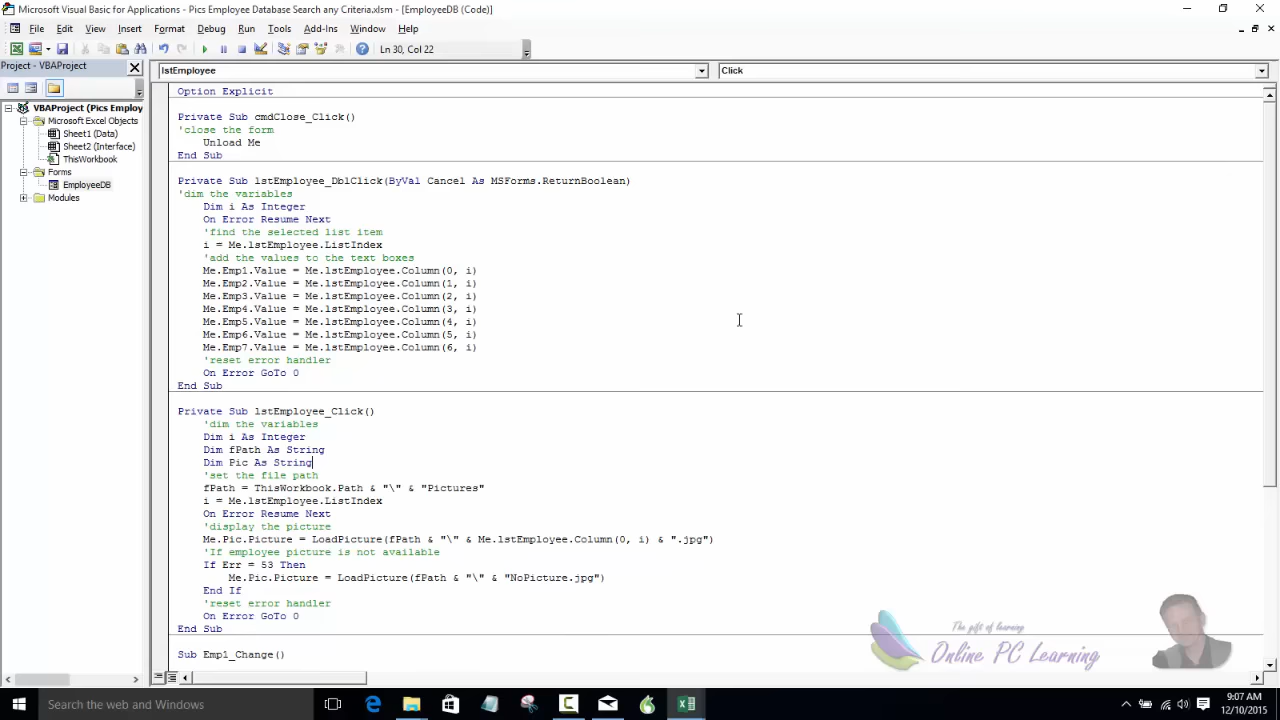 Microsoft Visual Basic for Applications - Pics Employee Database Search any Criteria.xlsm - [EmployeeDB (Code)]
File Edit View Insert Format Debug Run Tools Add-Ins Window Help
Ln 30, Col 22
Project - VBAProject
lstEmployee
Click
VBAProject (Pics Employ
Microsoft Excel Objects
Sheet1 (Data)
Sheet2 (Interface)
ThisWorkbook
Forms
EmployeeDB
Modules
Option Explicit
Private Sub cmdClose_Click()
'close the form
Unload Me
End Sub
Private Sub lstEmployee_DblClick(ByVal Cancel As MSForms.ReturnBoolean)
'dim the variables
Dim i As Integer
On Error Resume Next
'find the selected list item
i = Me.lstEmployee.ListIndex
'add the values to the text boxes
Me.Emp1.Value = Me.lstEmployee.Column(0, i)
Me.Emp2.Value = Me.lstEmployee.Column(1, i)
Me.Emp3.Value = Me.lstEmployee.Column(2, i)
Me.Emp4.Value = Me.lstEmployee.Column(3, i)
Me.Emp5.Value = Me.lstEmployee.Column(4, i)
Me.Emp6.Value = Me.lstEmployee.Column(5, i)
Me.Emp7.Value = Me.lstEmployee.Column(6, i)
'reset error handler
On Error GoTo 0
End Sub
Private Sub lstEmployee_Click()
'dim the variables
Dim i As Integer
Dim fPath As String
Dim Pic As String
'set the file path
fPath = ThisWorkbook.Path & "\" & "Pictures"
i = Me.lstEmployee.ListIndex
On Error Resume Next
'display the picture
Me.Pic.Picture = LoadPicture(fPath & "\" & Me.lstEmployee.Column(0, i) & ".jpg")
'If employee picture is not available
If Err = 53 Then
Me.Pic.Picture = LoadPicture(fPath & "\" & "NoPicture.jpg")
End If
'reset error handler
On Error GoTo 0
End Sub
Sub Emp1_Change()
The gift of learning
Online PC Learning
Search the web and Windows
9:07 AM
12/10/2015